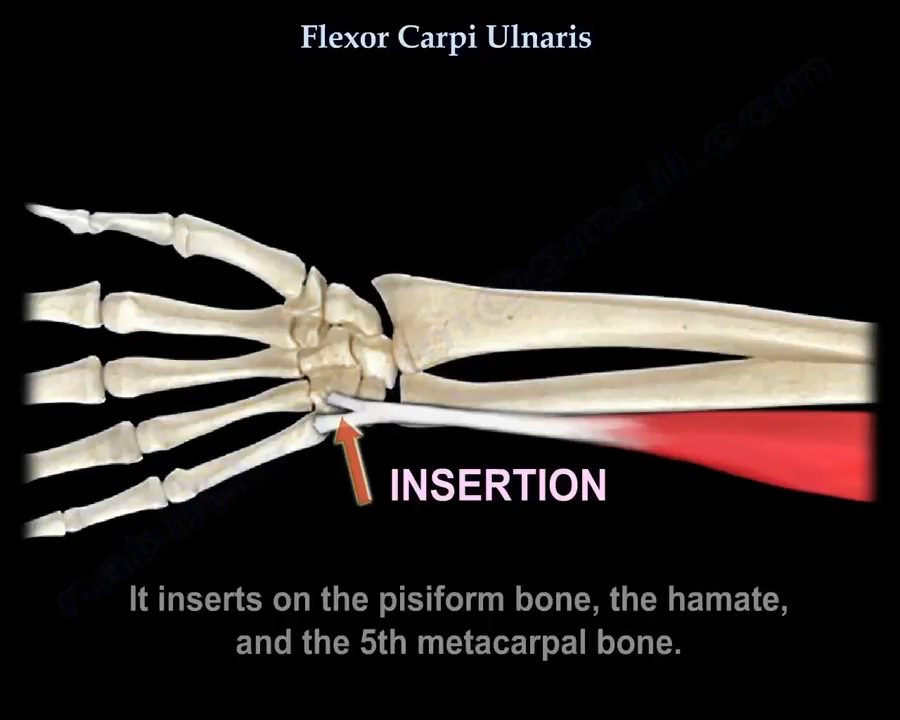 Flexor Carpi Ulnaris
INSERTION
It inserts on the pisiform bone, the hamate,
and the 5th metacarpal bone.